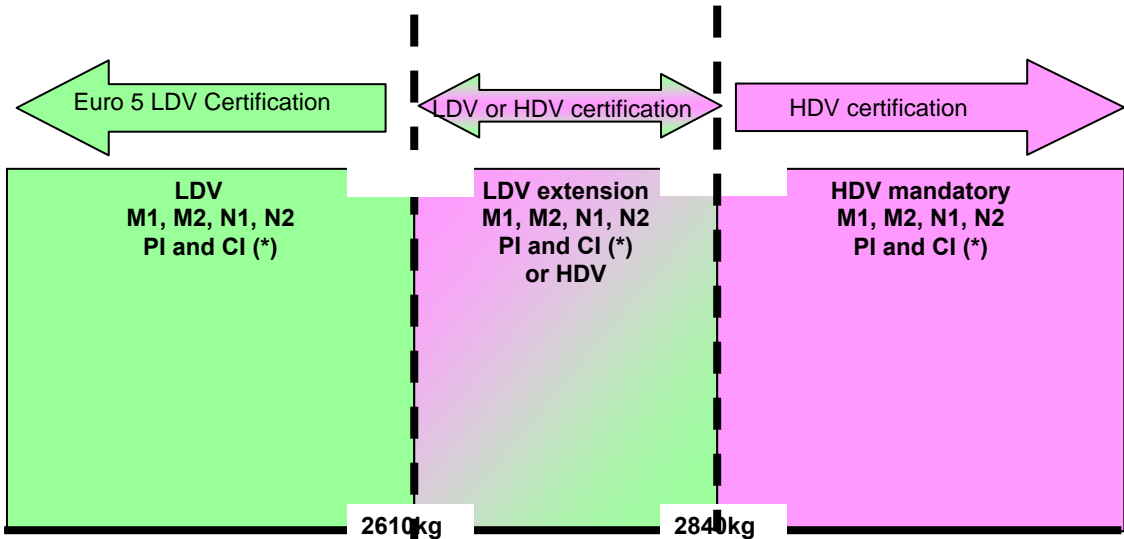 Euro 5 LDV Certification
LDV or HDV certification
HDV certification
LDV
M1, M2, N1, N2
PI and CI (*)
LDV extension
M1, M2, N1, N2
PI and CI (*)
or HDV
HDV mandatory
M1, M2, N1, N2
PI and CI (*)
2610kg
2840kg